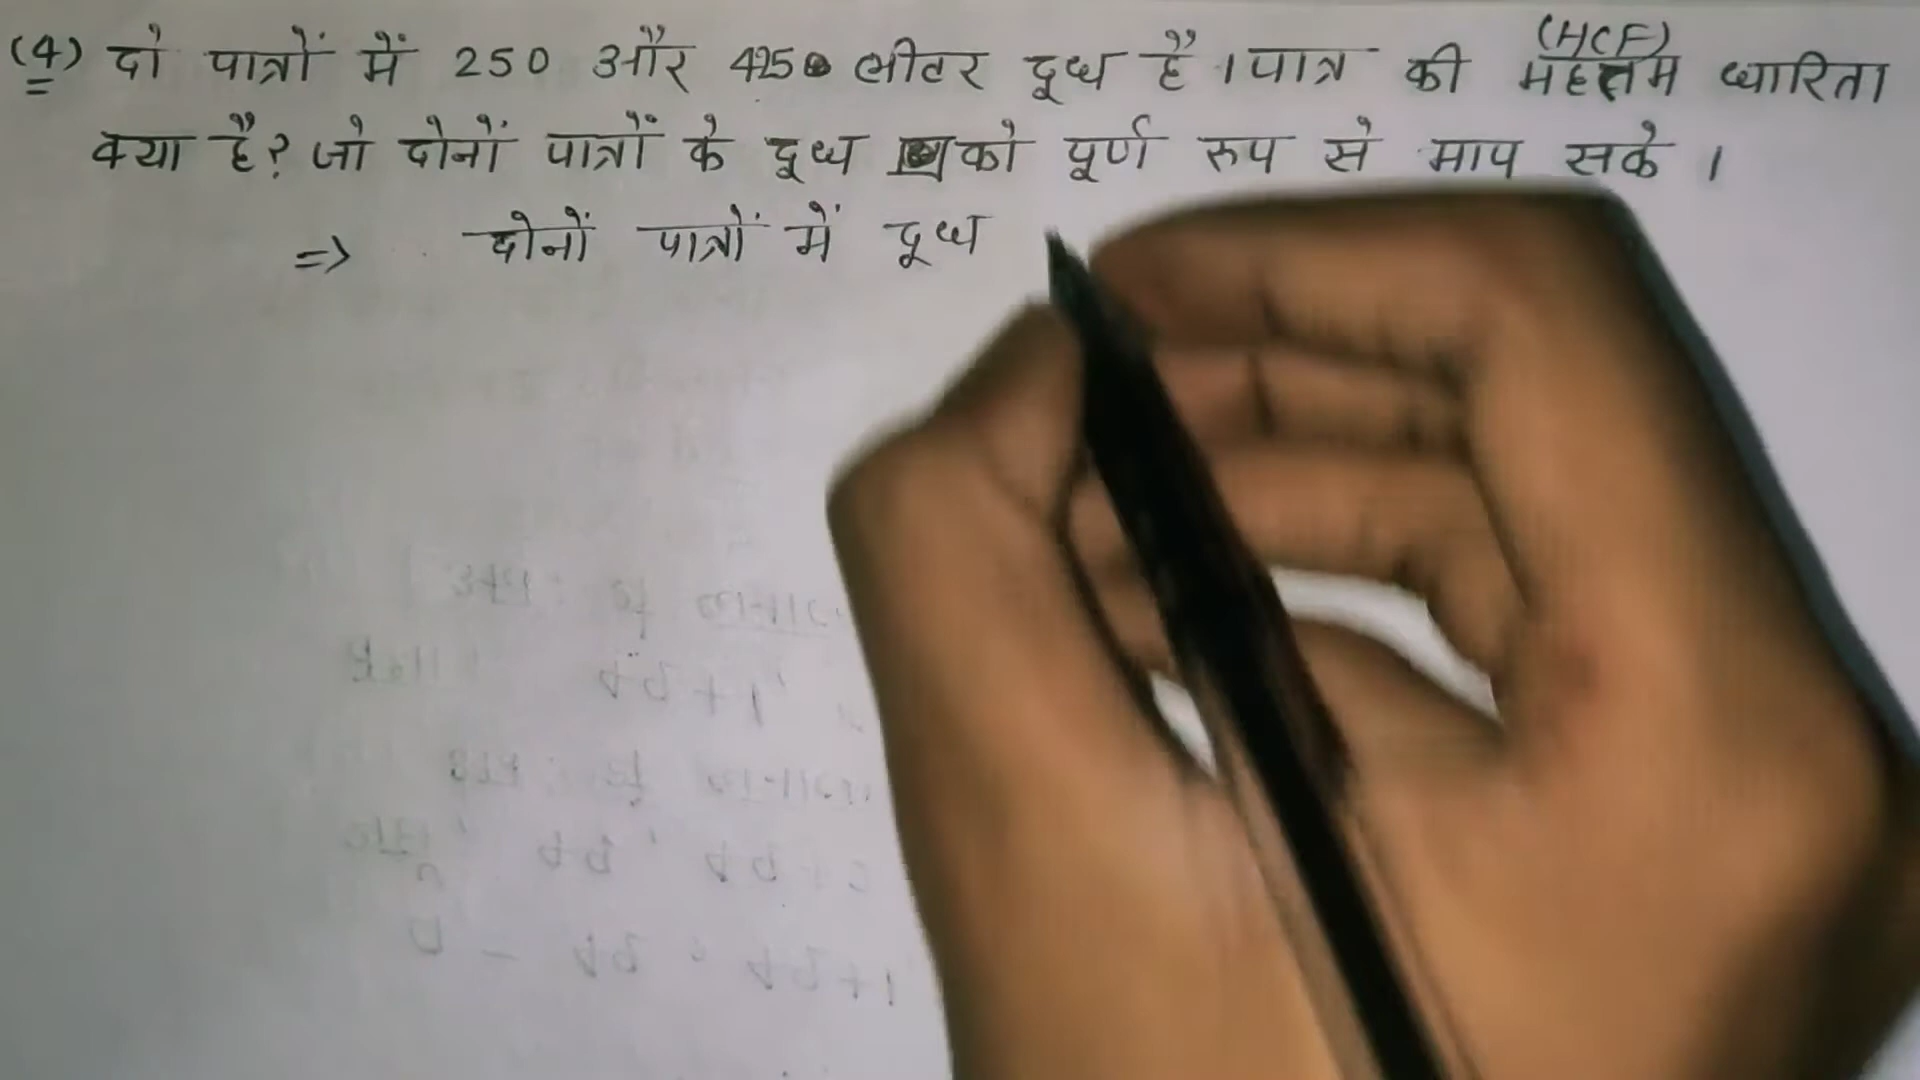 (HCF)
(4) दो पात्रों में 250 और 425 लीटर दूध है । पात्र की महत्तम धारिता
क्या है? जो दोनों पात्रों के दूध को पूर्ण रुप से माप सके ।
=> दोनों पात्रों में दूध